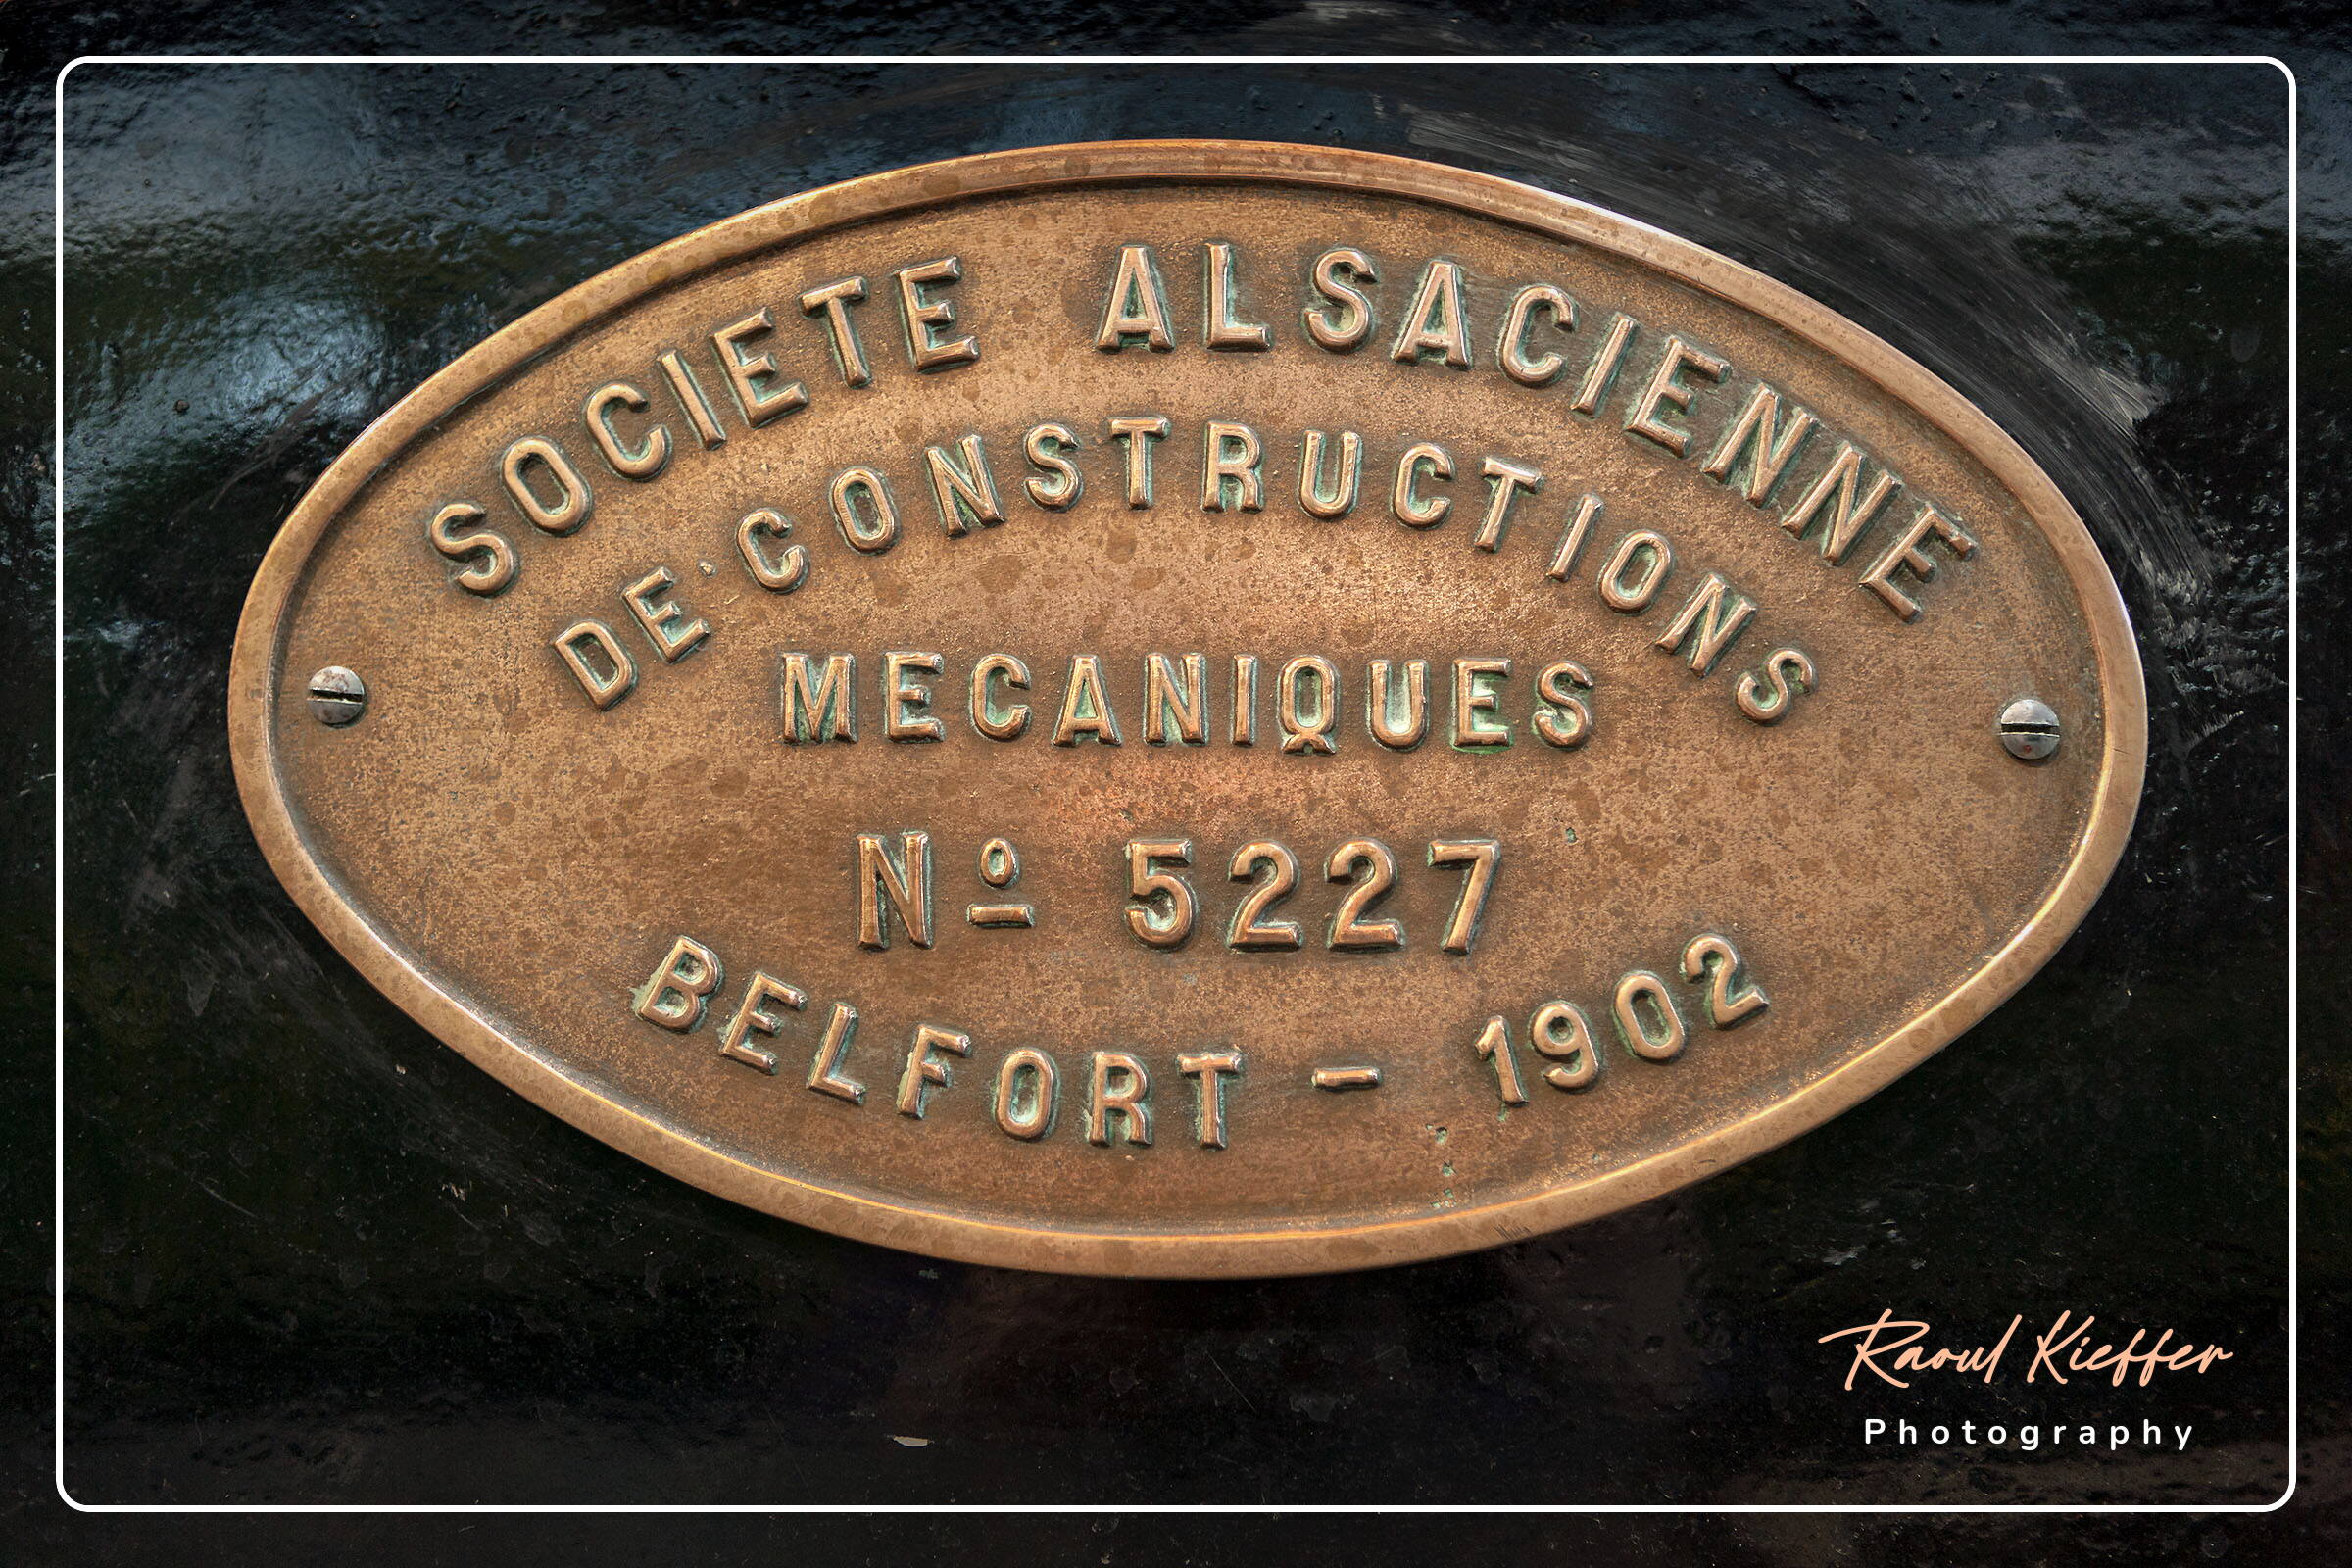 SOCIETE ALSACIENNE
DE CONSTRUCTIONS
MECANIQUES
Nº 5227
BELFORT – 1902
Raoul Kieffer
Photography